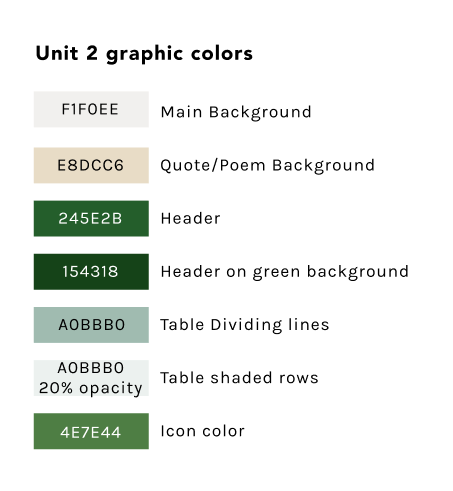 Unit 2 graphic colors
F1F0EE Main Background
E8DCC6 Quote/Poem Background
245E2B Header
154318 Header on green background
A0BBB0 Table Dividing lines
A0BBB0
20% opacity Table shaded rows
4E7E44 Icon color